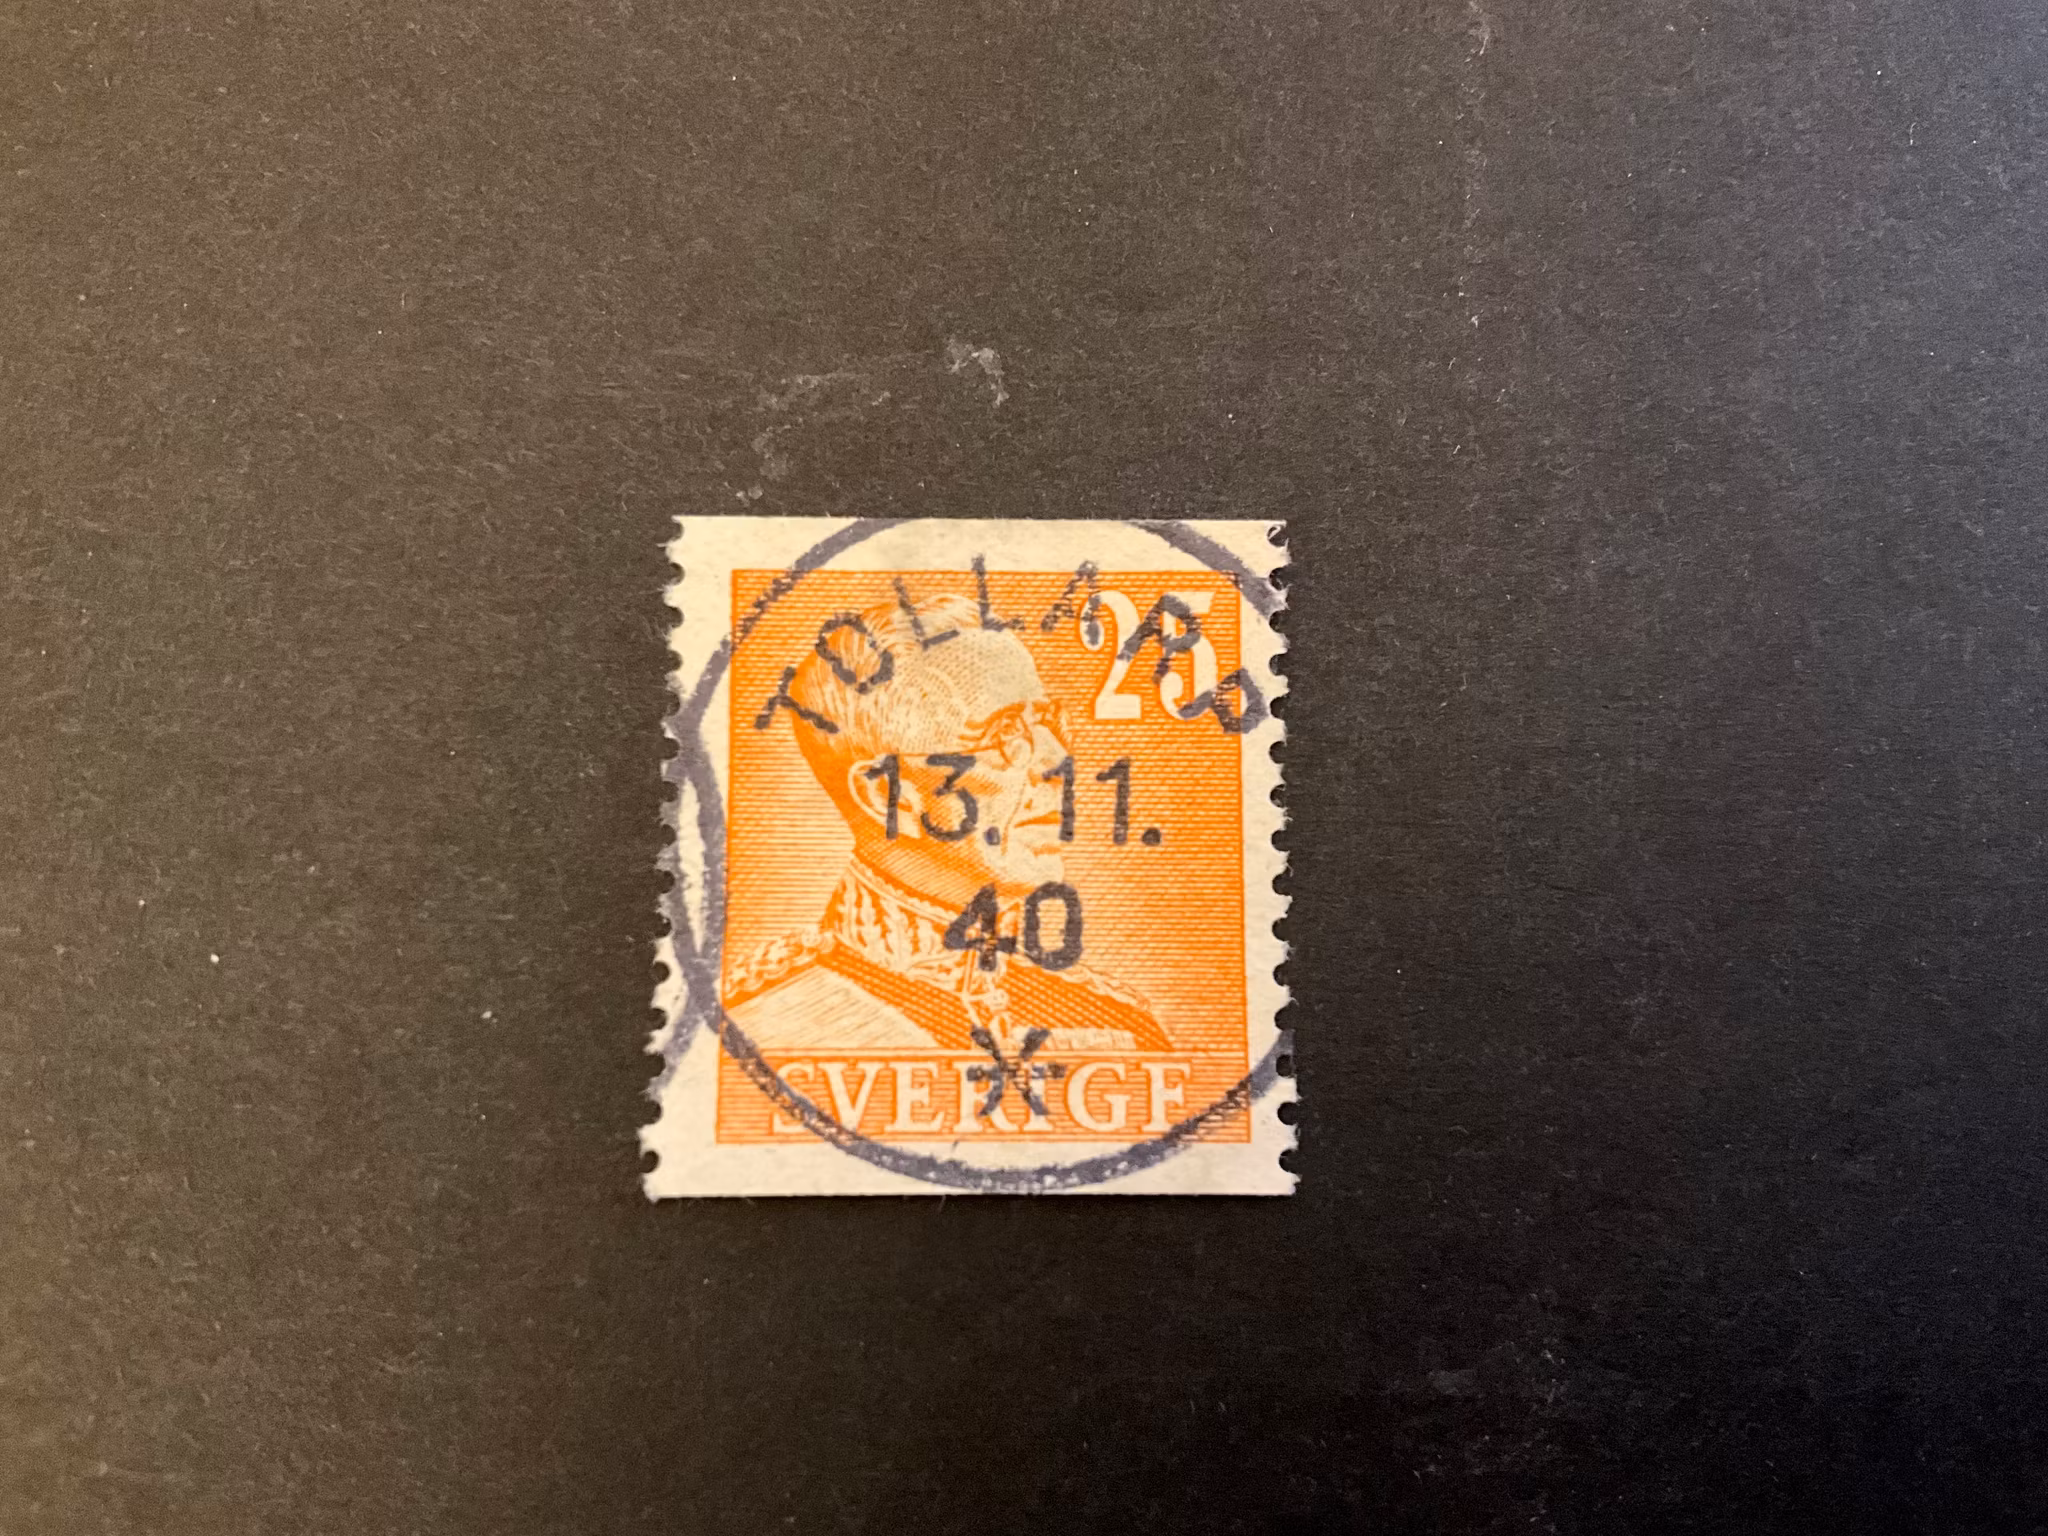 TOLLARP
25
13.11.
40
SVERIGE